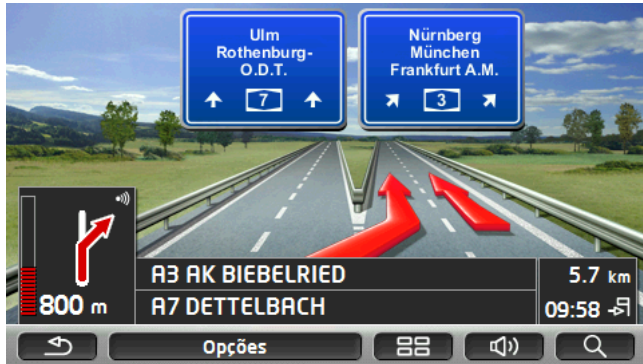 Ulm
Rothenburg-
O.D.T.
7
Nürnberg
München
Frankfurt A.M.
3
800 m
A3 AK BIEBELRIED
5.7 km
A7 DETTELBACH
09:58
Opções